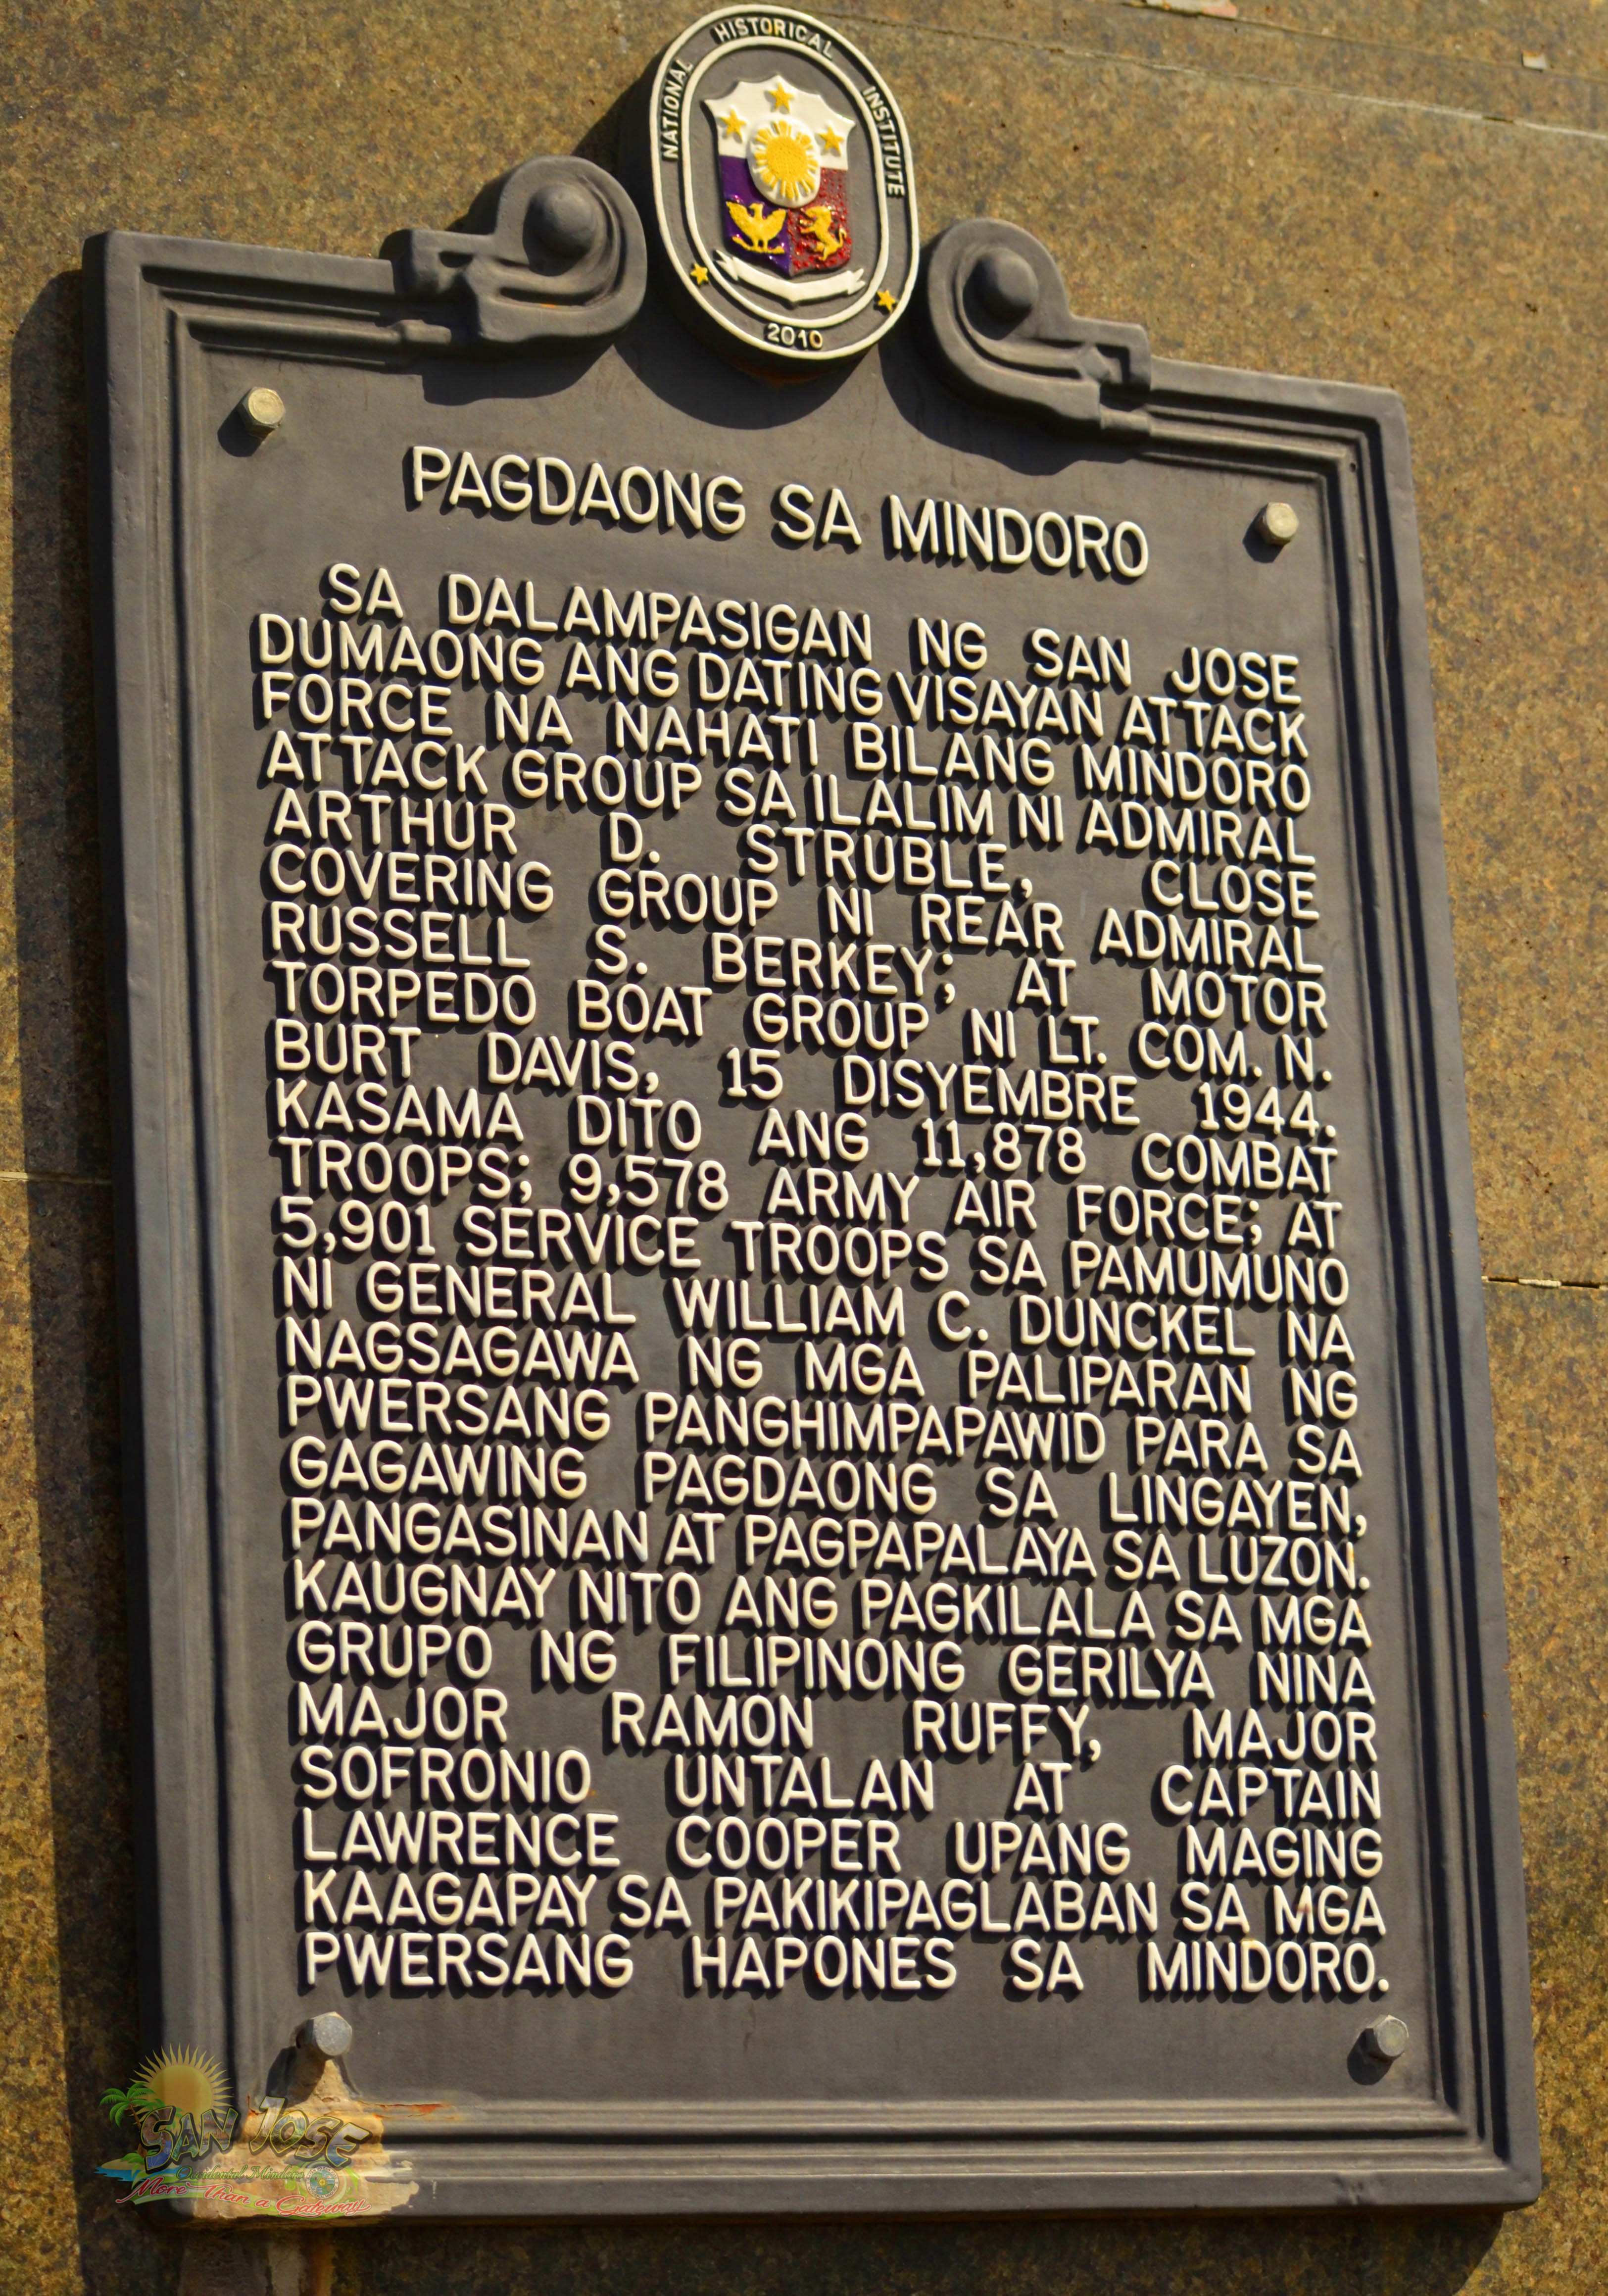 NATIONAL HISTORICAL INSTITUTE
2010
PAGDAONG SA MINDORO
SA DALAMPASIGAN NG SAN JOSE
DUMAONG ANG DATING VISAYAN ATTACK
FORCE NA NAHATI BILANG MINDORO
ATTACK GROUP SA ILALIM NI ADMIRAL
ARTHUR D. STRUBLE, CLOSE
COVERING GROUP NI REAR ADMIRAL
RUSSELL S. BERKEY; AT MOTOR
TORPEDO BOAT GROUP NI LT. COM. N.
BURT DAVIS, 15 DISYEMBRE 1944.
KASAMA DITO ANG 11,878 COMBAT
TROOPS; 9,578 ARMY AIR FORCE; AT
5,901 SERVICE TROOPS SA PAMUMUNO
NI GENERAL WILLIAM C. DUNCKEL NA
NAGSAGAWA NG MGA PALIPARAN NG
PWERSANG PANGHIMPAPAWID PARA SA
GAGAWING PAGDAONG SA LINGAYEN,
PANGASINAN AT PAGPAPALAYA SA LUZON.
KAUGNAY NITO ANG PAGKILALA SA MGA
GRUPO NG FILIPINONG GERILYA NINA
MAJOR RAMON RUFFY, MAJOR
SOFRONIO UNTALAN AT CAPTAIN
LAWRENCE COOPER UPANG MAGING
KAAGAPAY SA PAKIKIPAGLABAN SA MGA
PWERSANG HAPONES SA MINDORO.
SAN JOSE
Occidental Mindoro
More Than a Gateway